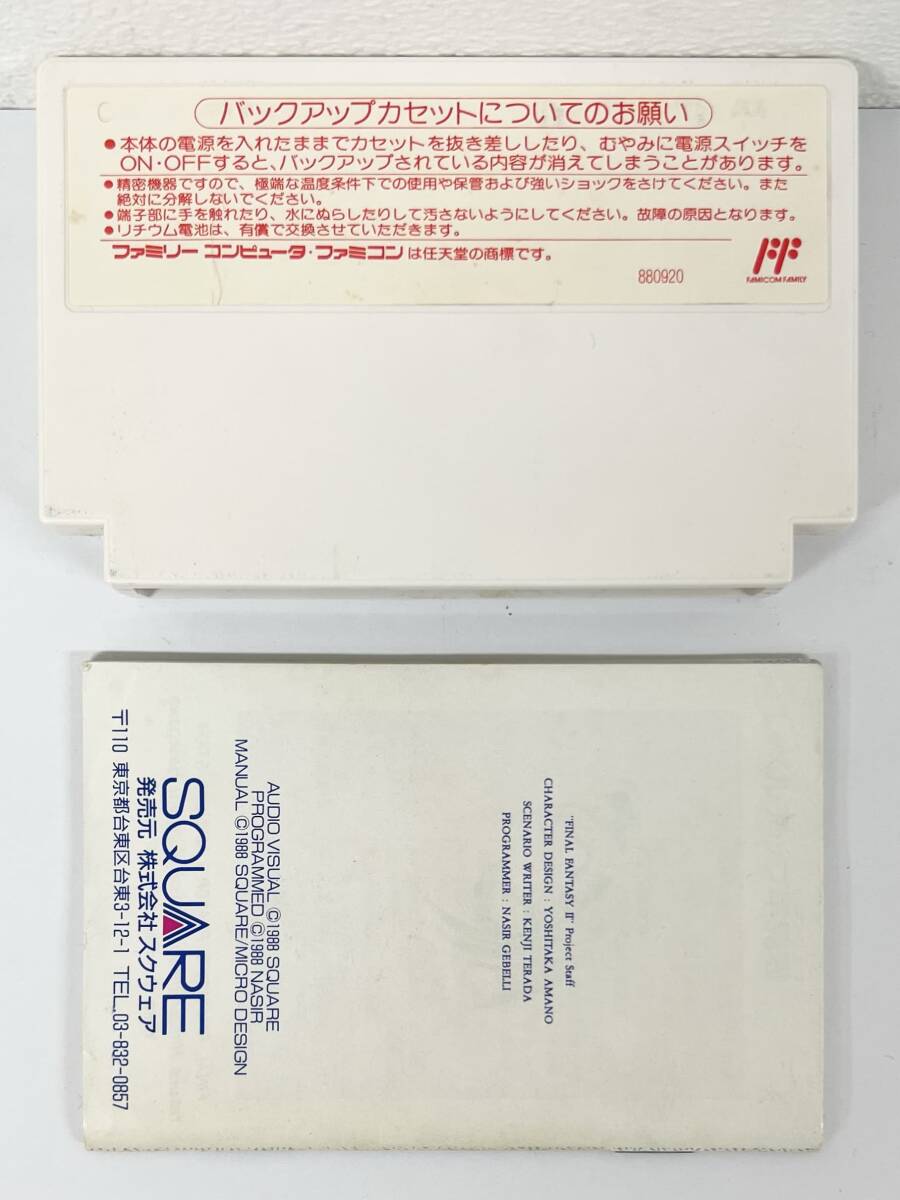 バックアップカセットについてのお願い
●本体の電源を入れたままでカセットを抜き差ししたり、むやみに電源スイッチを
ON・OFFすると、バックアップされている内容が消えてしまうことがあります。
●精密機器ですので、極端な温度条件下での使用や保管および強いショックをさけてください。また
絶対に分解しないでください。
●端子部に手を触れたり、水にぬらしたりして汚さないようにしてください。故障の原因となります。
●リチウム電池は、有償で交換させていただきます。
ファミリー コンピュータ・ファミコンは任天堂の商標です。
FAMICOM FAMILY
880920
"FINAL FANTASY II" Project Staff
CHARACTER DESIGN : YOSHITAKA AMANO
SCENARIO WRITER : KENJI TERADA
PROGRAMMER : NASIR GEBELLI
AUDIO VISUAL ©1988 SQUARE
PROGRAMMED ©1988 NASIR
MANUAL ©1988 SQUARE/MICRO DESIGN
SQUARE
発売元 株式会社スクウェア
〒110 東京都台東区台東3-12-1 TEL.03-832-0857